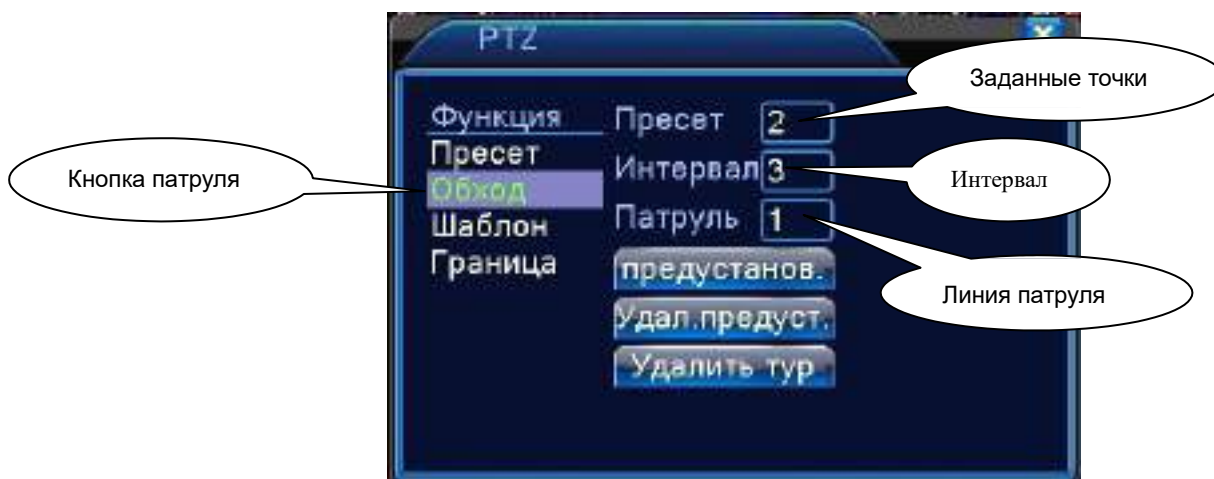 PTZ
Заданные точки
Функция
Пресет 2
Пресет
Интервал 3
Интервал
Кнопка патруля
Обход
Шаблон
Патруль 1
Граница
предустанов.
Линия патруля
Удал.предуст.
Удалить тур